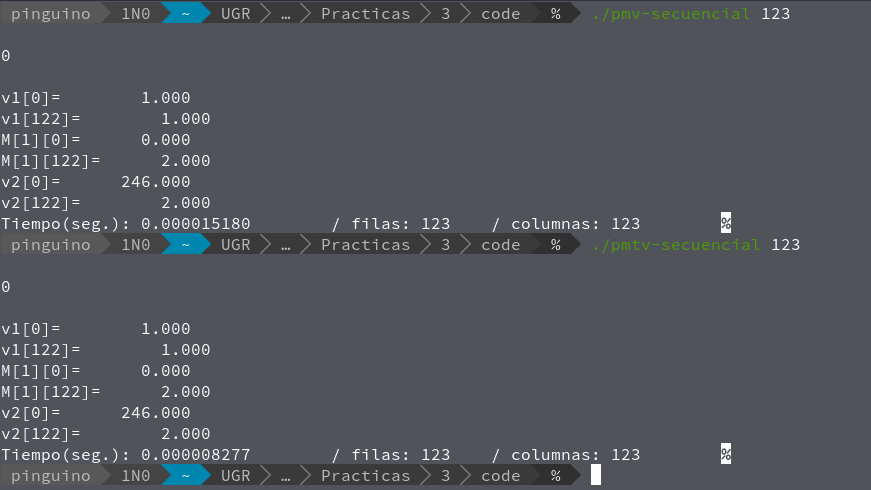 pinguino 1N0 ~ UGR … Practicas 3 code % ./pmv-secuencial 123
0
v1[0]= 1.000
v1[122]= 1.000
M[1][0]= 0.000
M[1][122]= 2.000
v2[0]= 246.000
v2[122]= 2.000
Tiempo(seg.): 0.000015180 / filas: 123 / columnas: 123 %
pinguino 1N0 ~ UGR … Practicas 3 code % ./pmtv-secuencial 123
0
v1[0]= 1.000
v1[122]= 1.000
M[1][0]= 0.000
M[1][122]= 2.000
v2[0]= 246.000
v2[122]= 2.000
Tiempo(seg.): 0.000008277 / filas: 123 / columnas: 123 %
pinguino 1N0 ~ UGR … Practicas 3 code %